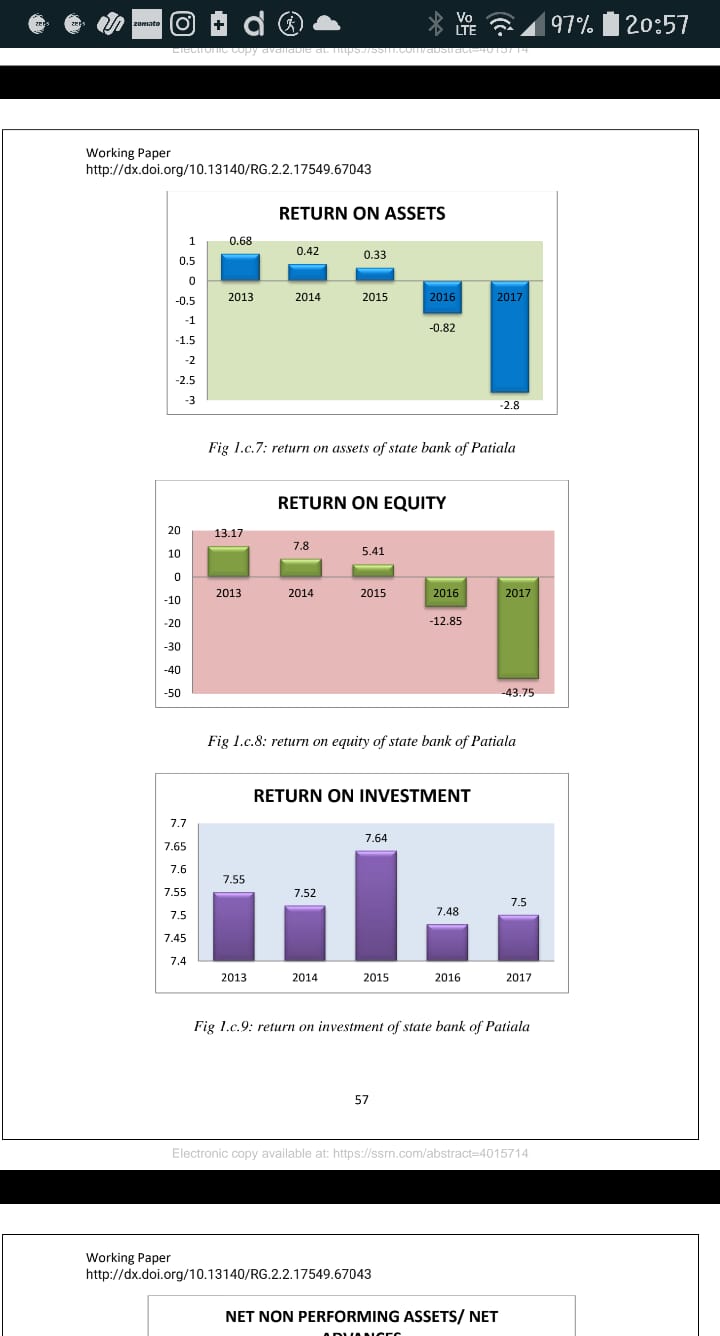 zomato
Vo LTE 97% 20:57
Electronic copy available at: https://ssrn.com/abstract=4015714
Working Paper
http://dx.doi.org/10.13140/RG.2.2.17549.67043
RETURN ON ASSETS
1
0.5
0
-0.5
-1
-1.5
-2
-2.5
-3
0.68
0.42
0.33
-0.82
-2.8
2013 2014 2015 2016 2017
Fig 1.c.7: return on assets of state bank of Patiala
RETURN ON EQUITY
20
10
0
-10
-20
-30
-40
-50
13.17
7.8
5.41
-12.85
-43.75
2013 2014 2015 2016 2017
Fig 1.c.8: return on equity of state bank of Patiala
RETURN ON INVESTMENT
7.7
7.65
7.6
7.55
7.5
7.45
7.4
7.55
7.52
7.64
7.48
7.5
2013 2014 2015 2016 2017
Fig 1.c.9: return on investment of state bank of Patiala
57
Electronic copy available at: https://ssrn.com/abstract=4015714
Working Paper
http://dx.doi.org/10.13140/RG.2.2.17549.67043
NET NON PERFORMING ASSETS/ NET
ADVANCES